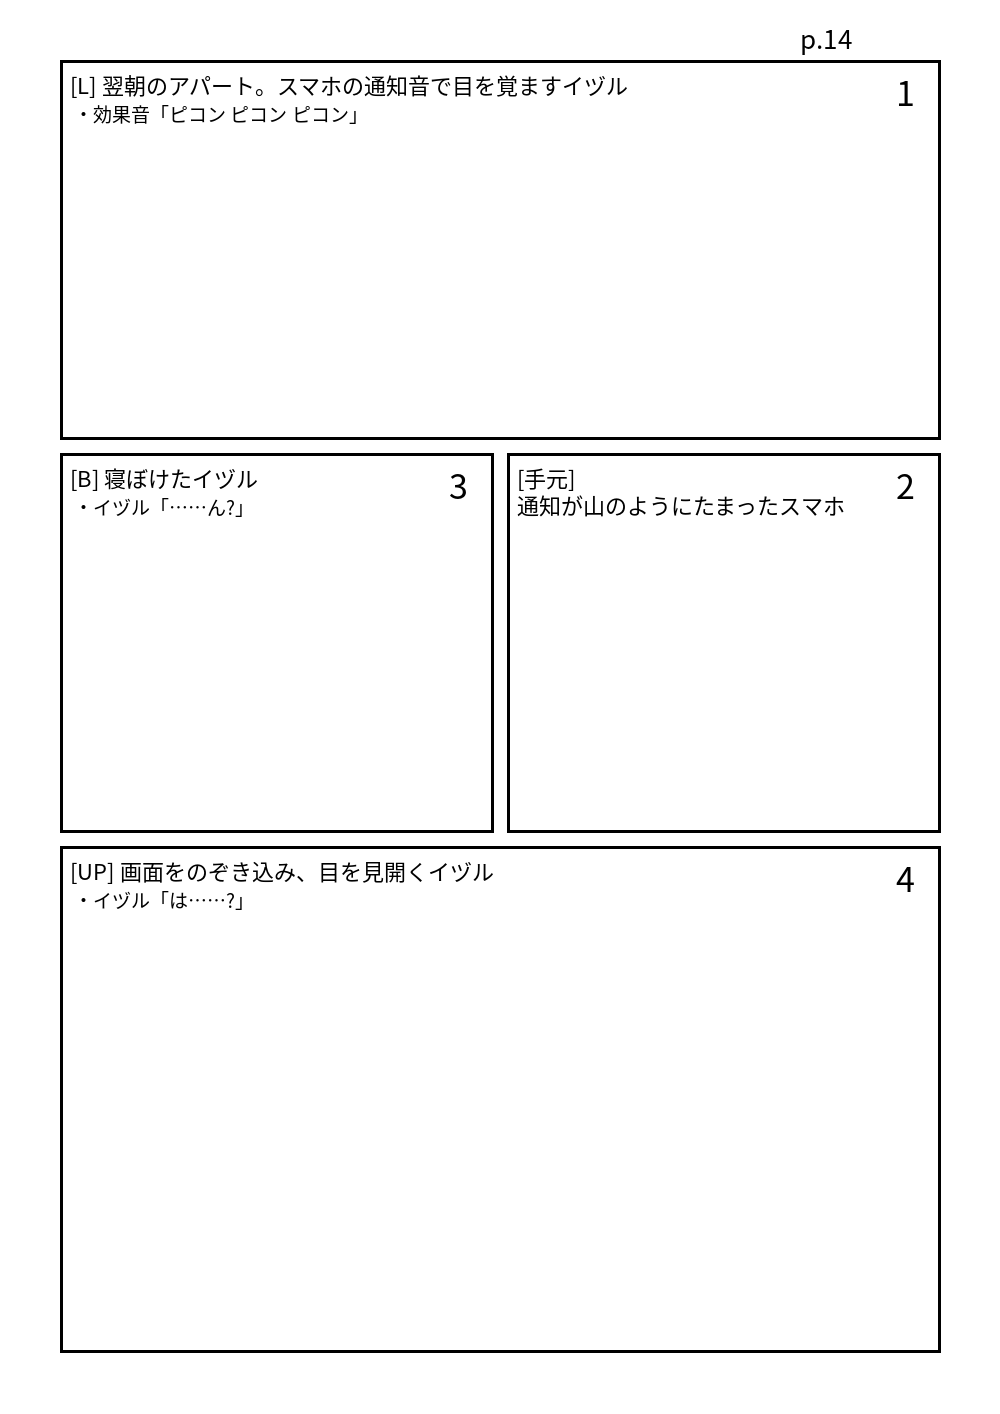 p.14
[L] 翌朝のアパート。スマホの通知音で目を覚ますイヅル
・効果音「ピコン ピコン ピコン」
1
[手元]
通知が山のようにたまったスマホ
2
[B] 寝ぼけたイヅル
・イヅル「……ん?」
3
[UP] 画面をのぞき込み、目を見開くイヅル
・イヅル「は……?」
4